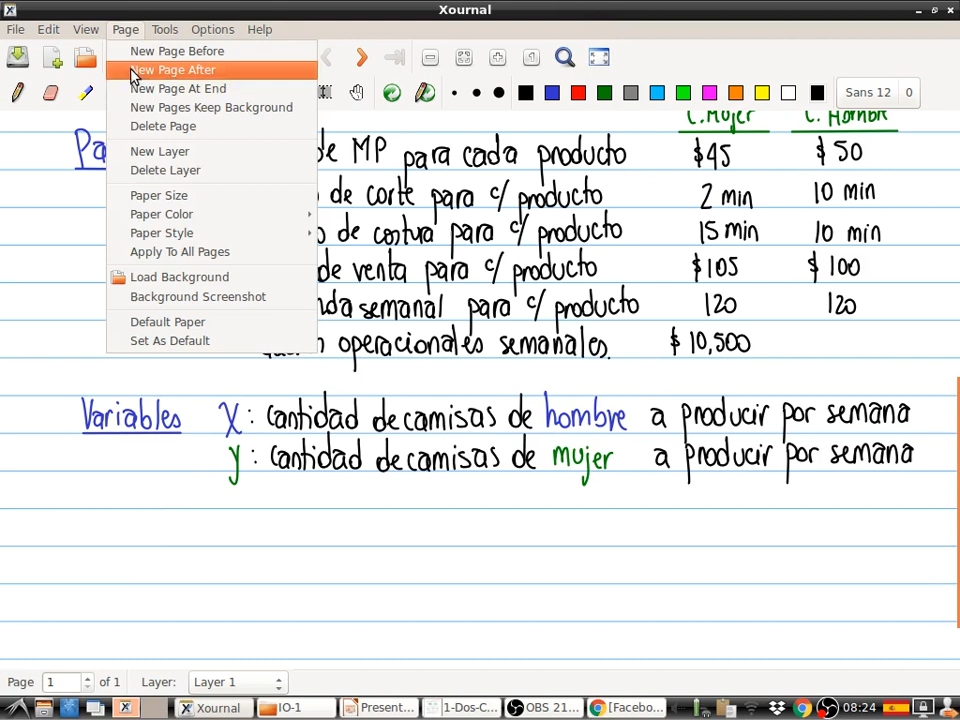 Xournal
File Edit View Page Tools Options Help
New Page Before
New Page After
New Page At End
New Pages Keep Background
Delete Page
New Layer
Delete Layer
Paper Size
Paper Color
Paper Style
Apply To All Pages
Load Background
Background Screenshot
Default Paper
Set As Default
Sans 12 0
C. Mujer C. Hombre
Pa de MP para cada producto $45 $50
o de corte para c/ producto 2 min 10 min
o de costura para c/ producto 15 min 10 min
de venta para c/ producto $105 $100
nda semanal para c/ producto 120 120
operacionales semanales. $10,500
Variables x: cantidad de camisas de hombre a producir por semana
y: cantidad de camisas de mujer a producir por semana
Page 1 of 1 Layer: Layer 1
Xournal IO-1 Present... 1-Dos-C... OBS 21... [Facebo... 08:24